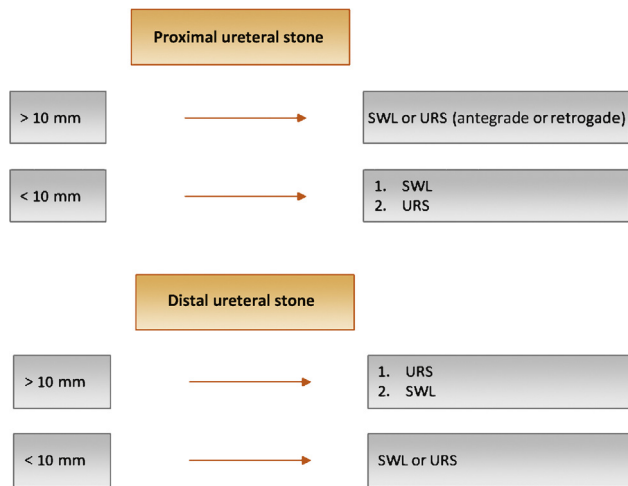 Proximal ureteral stone
> 10 mm
SWL or URS (antegrade or retrogade)
< 10 mm
1. SWL
2. URS
Distal ureteral stone
> 10 mm
1. URS
2. SWL
< 10 mm
SWL or URS